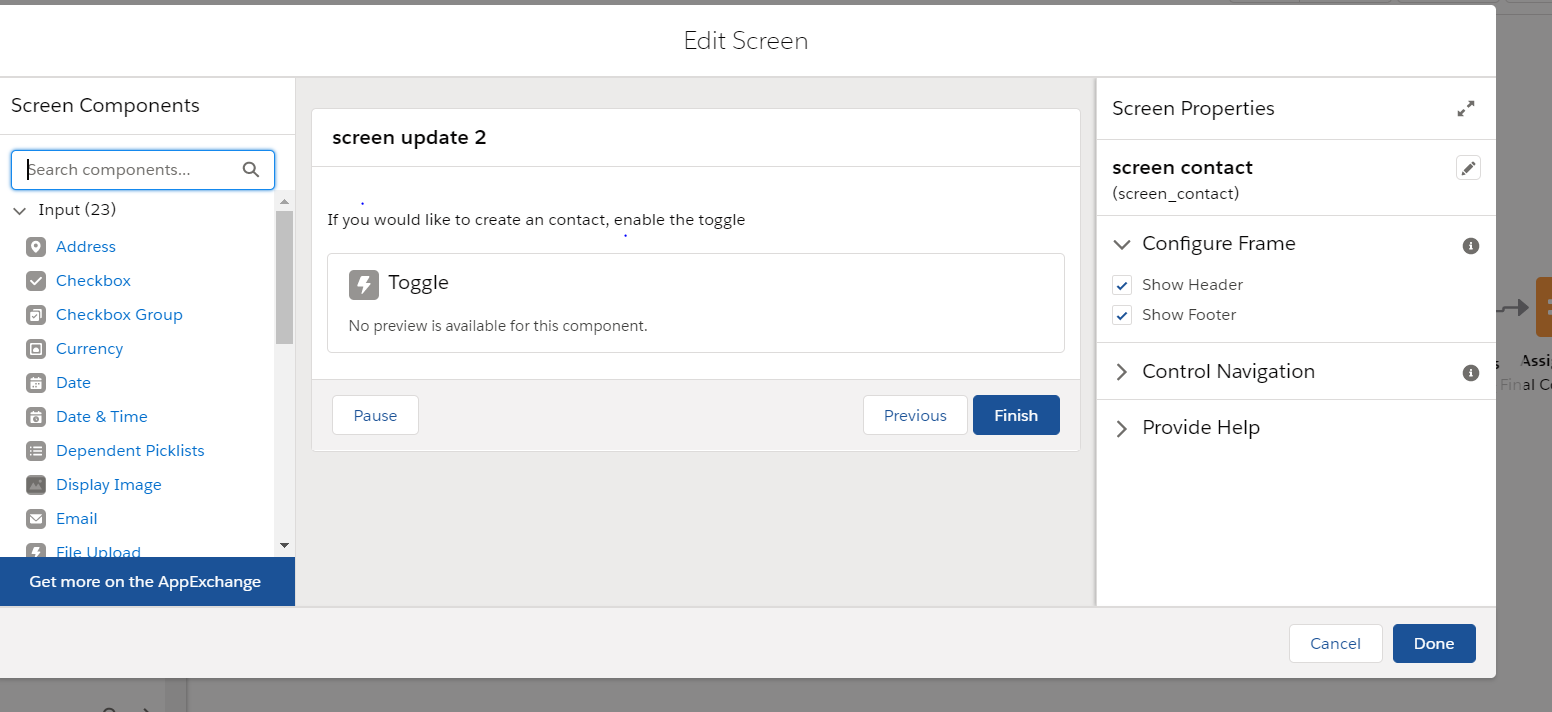 Edit Screen
Screen Components
Search components...
Input (23)
Address
Checkbox
Checkbox Group
Currency
Date
Date & Time
Dependent Picklists
Display Image
Email
File Upload
Get more on the AppExchange
screen update 2
If you would like to create an contact, enable the toggle
Toggle
No preview is available for this component.
Pause
Previous
Finish
Screen Properties
screen contact
(screen_contact)
Configure Frame
Show Header
Show Footer
Control Navigation
Provide Help
Cancel
Done
Final